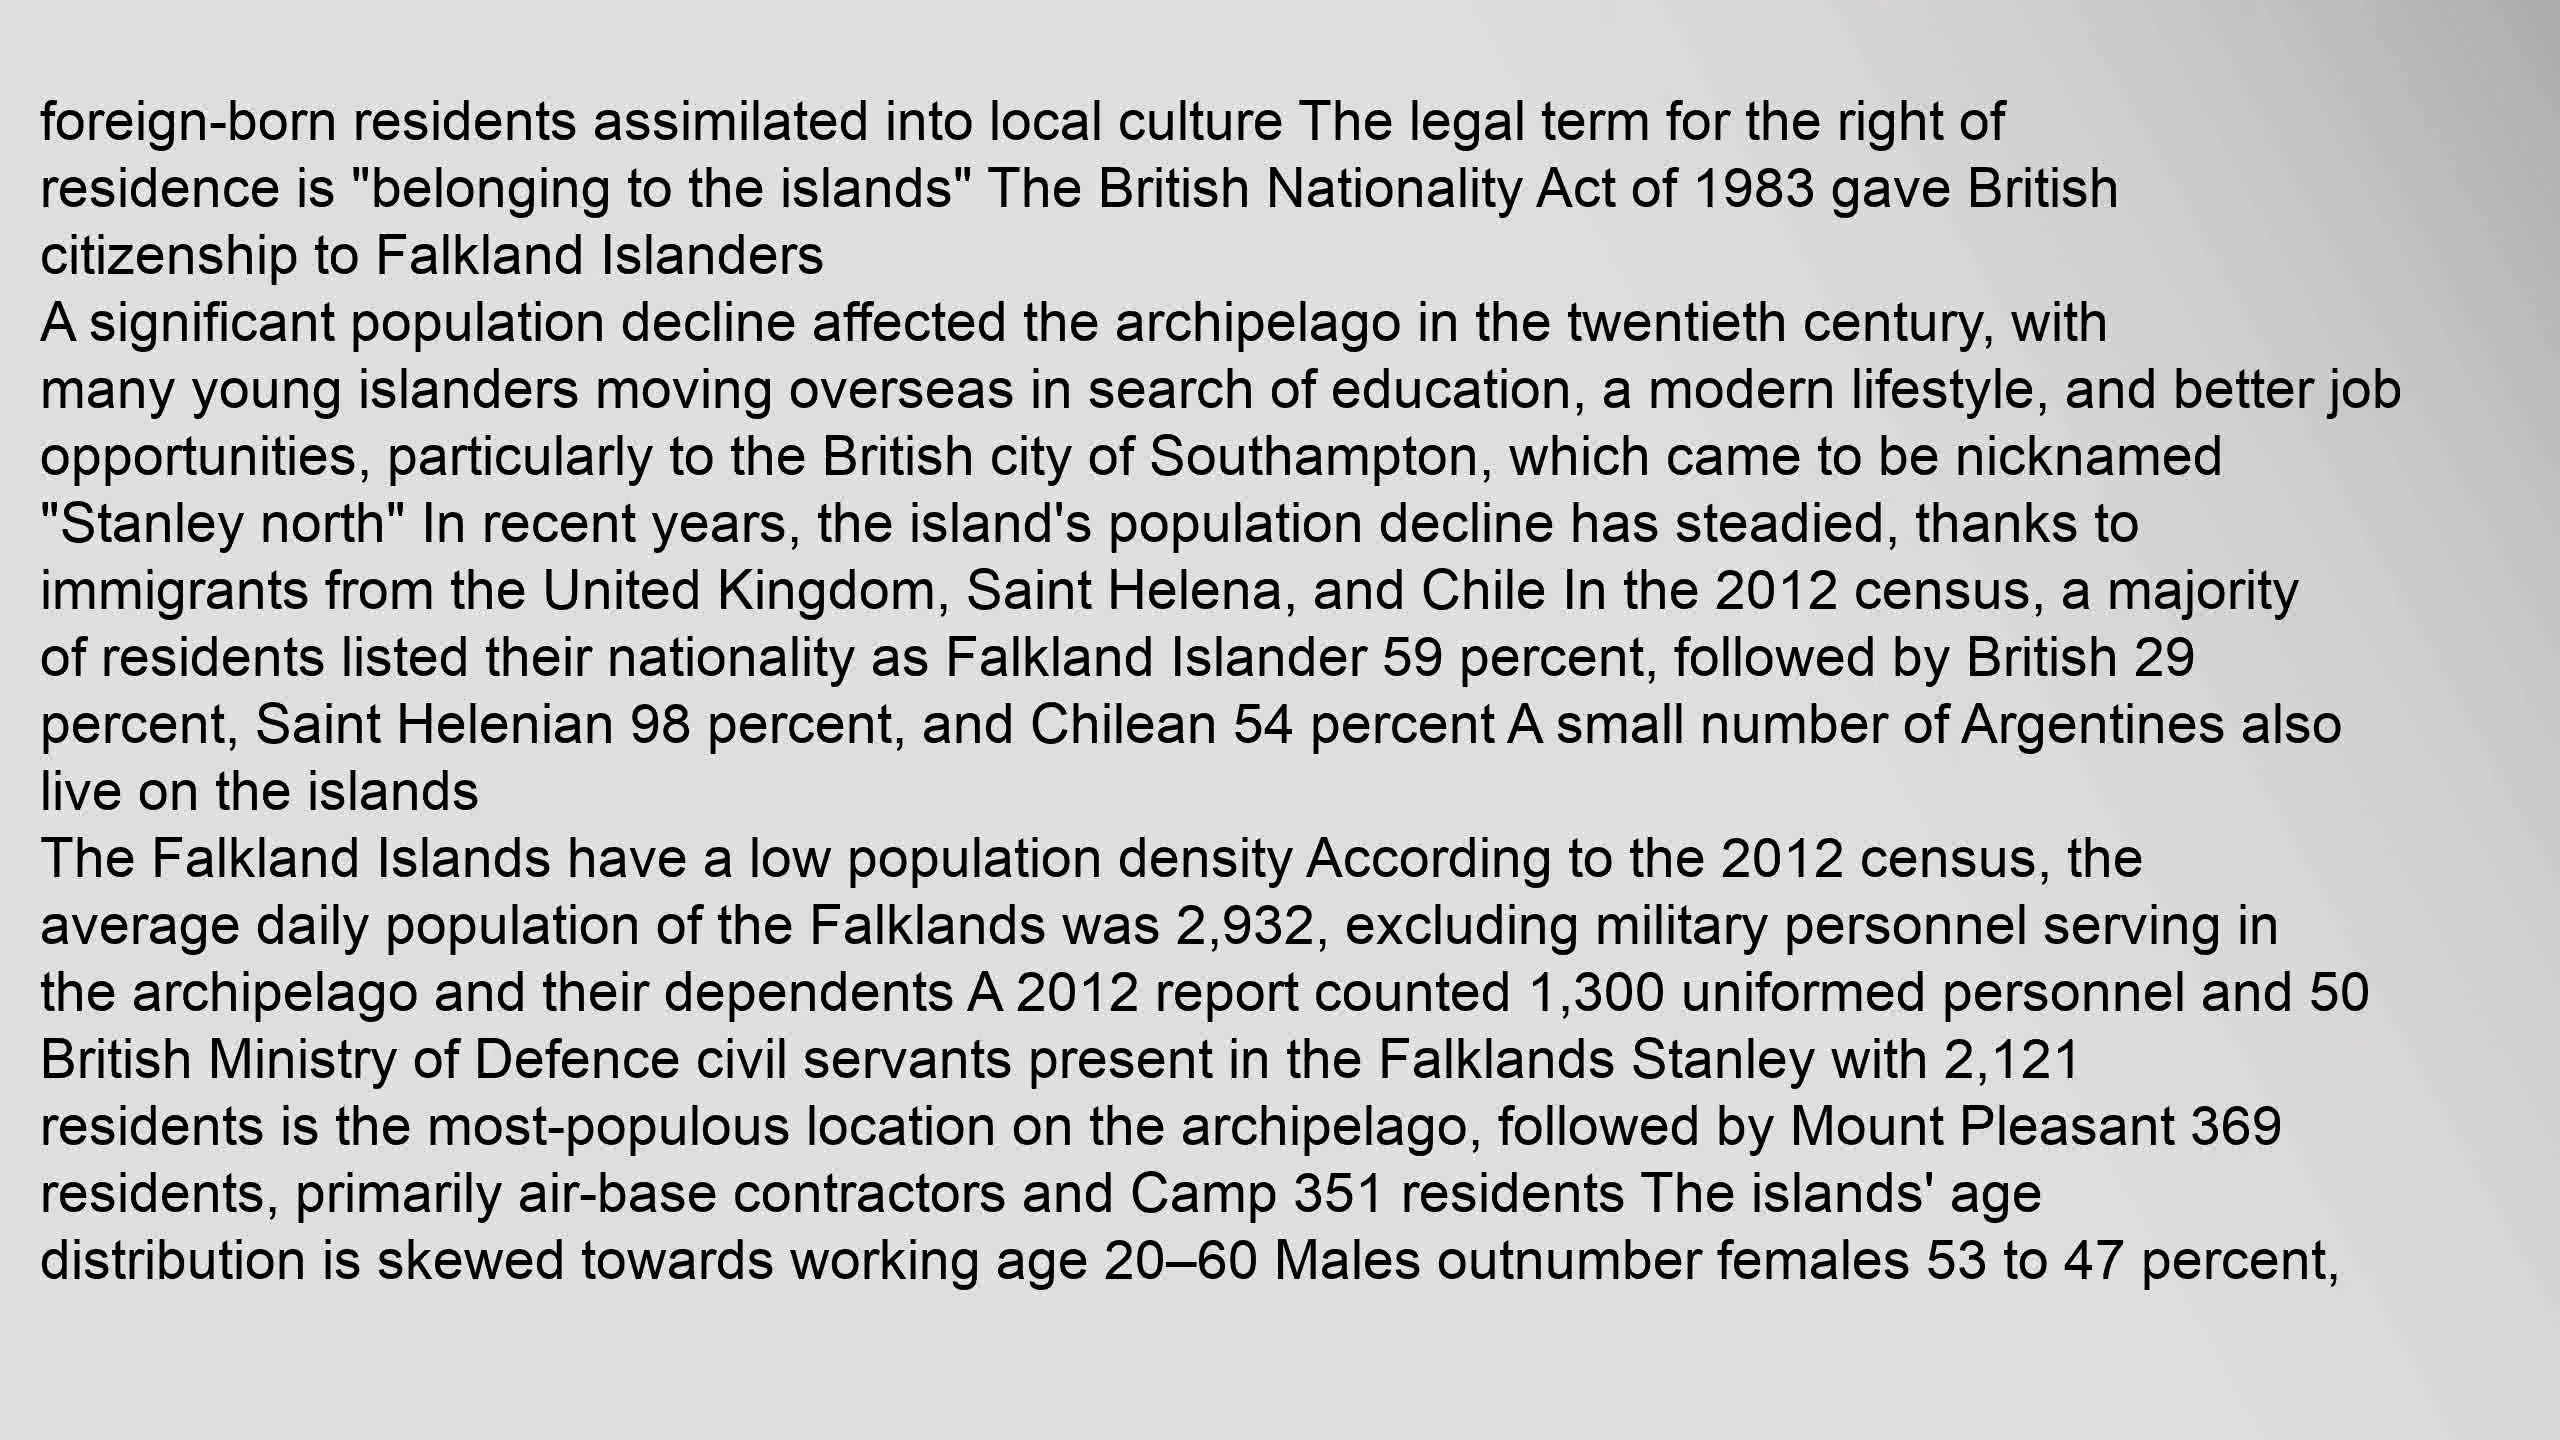 foreign-born residents assimilated into local culture The legal term for the right of
residence is "belonging to the islands" The British Nationality Act of 1983 gave British
citizenship to Falkland Islanders
A significant population decline affected the archipelago in the twentieth century, with
many young islanders moving overseas in search of education, a modern lifestyle, and better job
opportunities, particularly to the British city of Southampton, which came to be nicknamed
"Stanley north" In recent years, the island's population decline has steadied, thanks to
immigrants from the United Kingdom, Saint Helena, and Chile In the 2012 census, a majority
of residents listed their nationality as Falkland Islander 59 percent, followed by British 29
percent, Saint Helenian 98 percent, and Chilean 54 percent A small number of Argentines also
live on the islands
The Falkland Islands have a low population density According to the 2012 census, the
average daily population of the Falklands was 2,932, excluding military personnel serving in
the archipelago and their dependents A 2012 report counted 1,300 uniformed personnel and 50
British Ministry of Defence civil servants present in the Falklands Stanley with 2,121
residents is the most-populous location on the archipelago, followed by Mount Pleasant 369
residents, primarily air-base contractors and Camp 351 residents The islands' age
distribution is skewed towards working age 20–60 Males outnumber females 53 to 47 percent,